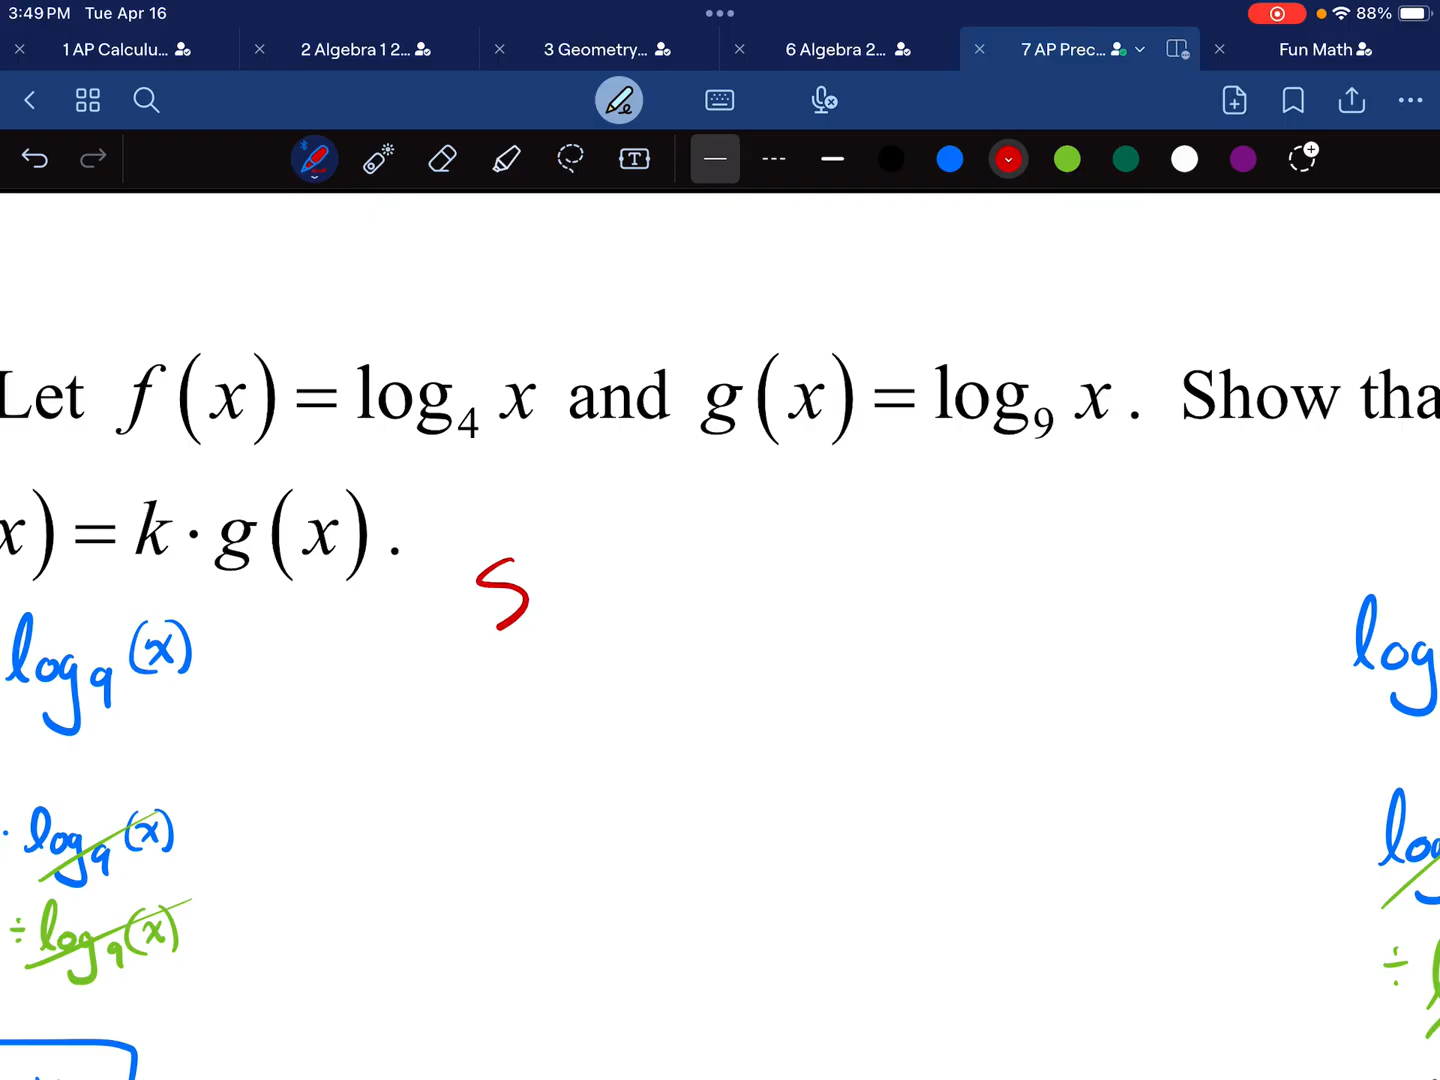 3:49 PM Tue Apr 16 88%
1 AP Calculu... 2 Algebra 1 2... 3 Geometry... 6 Algebra 2... 7 AP Prec... Fun Math
Let f(x) = log₄ x and g(x) = log₉ x. Show tha
x) = k · g(x).
S
log₉(x) log
· log₉(x) log
÷ log₉(x) ÷